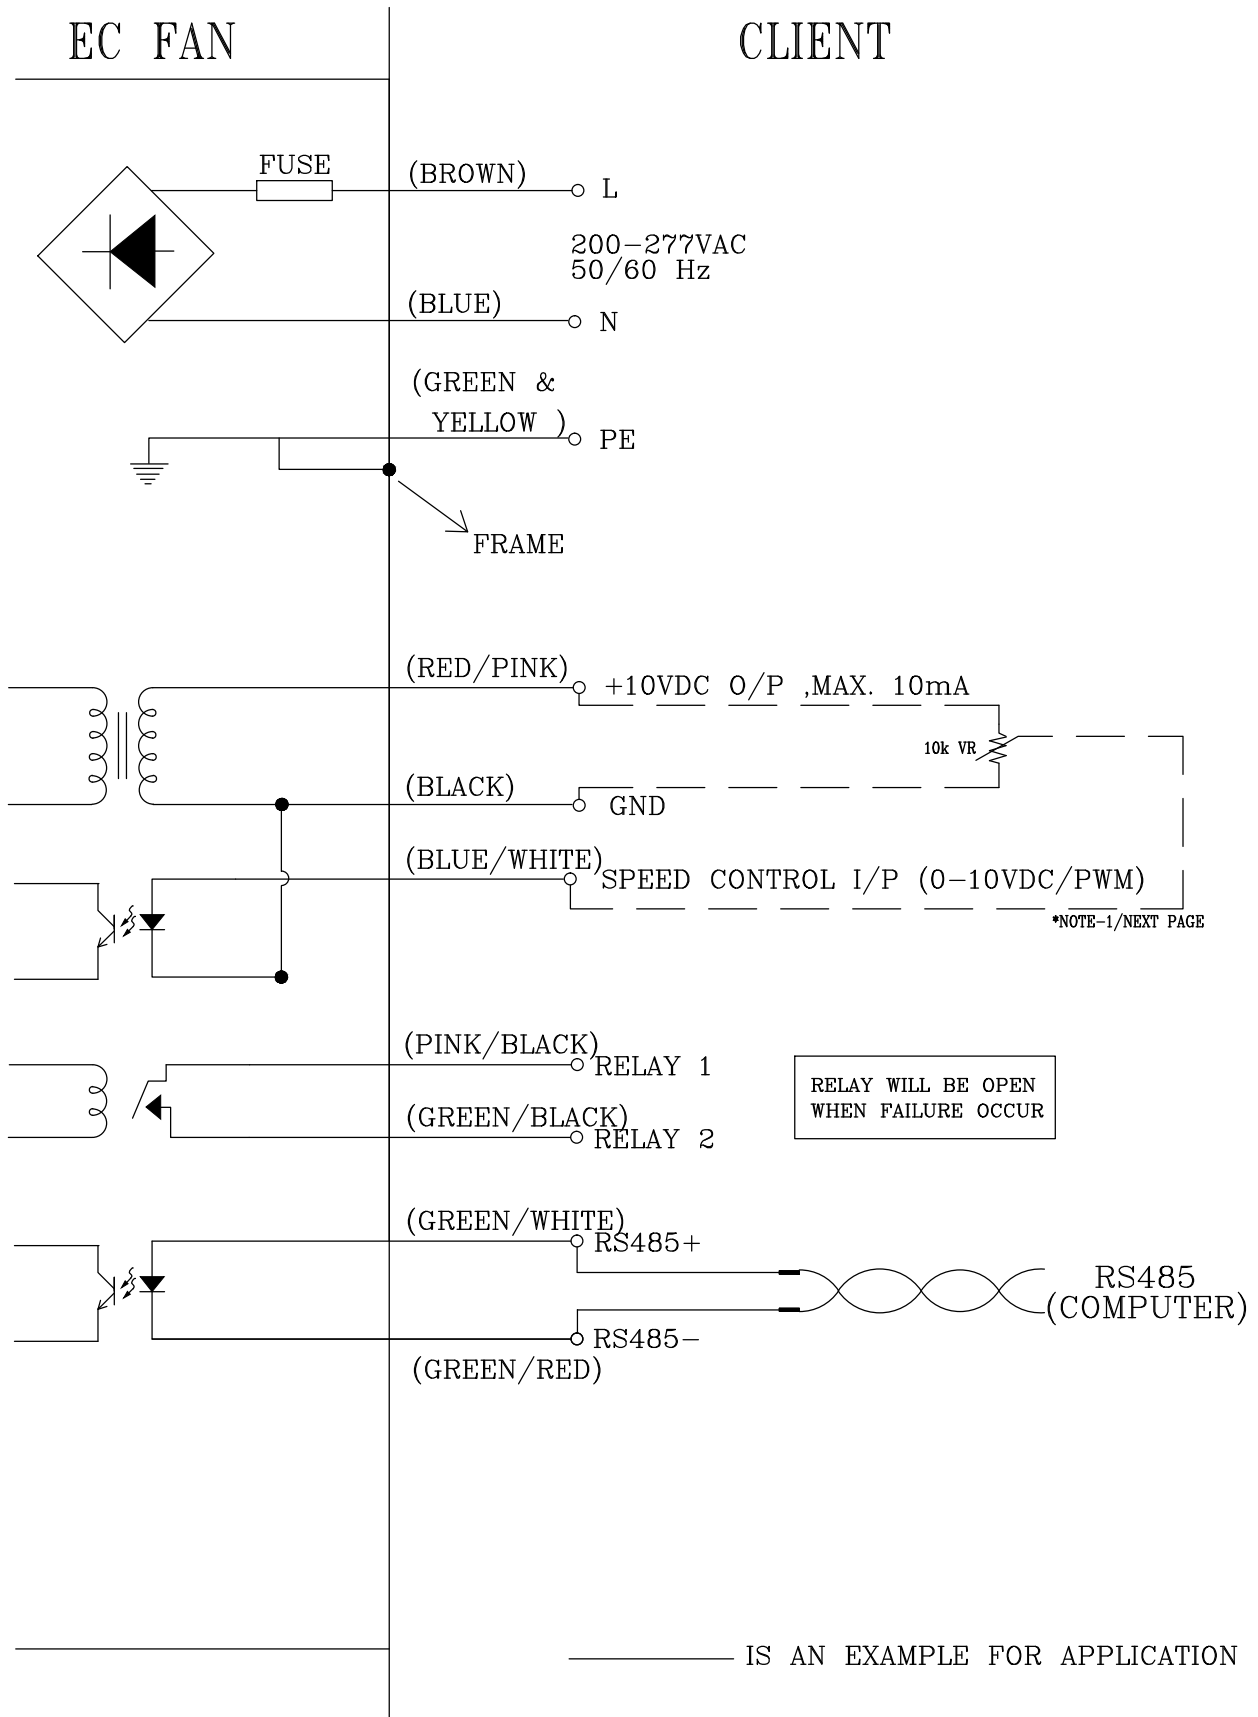 EC FAN
CLIENT
FUSE
(BROWN)
L
200-277VAC
50/60 Hz
(BLUE)
N
(GREEN &
YELLOW )
PE
FRAME
(RED/PINK)
+10VDC O/P ,MAX. 10mA
10k VR
(BLACK)
GND
(BLUE/WHITE)
SPEED CONTROL I/P (0-10VDC/PWM)
*NOTE-1/NEXT PAGE
(PINK/BLACK)
RELAY 1
RELAY WILL BE OPEN
WHEN FAILURE OCCUR
(GREEN/BLACK)
RELAY 2
(GREEN/WHITE)
RS485+
RS485
(COMPUTER)
RS485-
(GREEN/RED)
IS AN EXAMPLE FOR APPLICATION